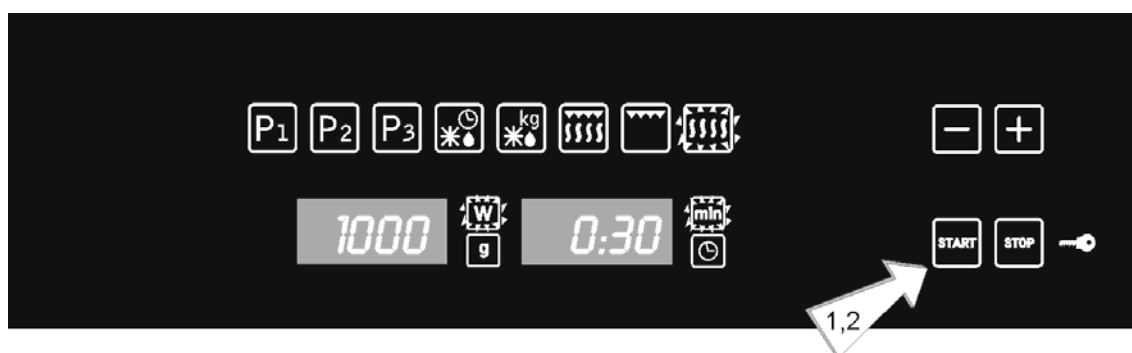 P1 P2 P3 kg
W min
1000 0:30
g
START STOP
1,2